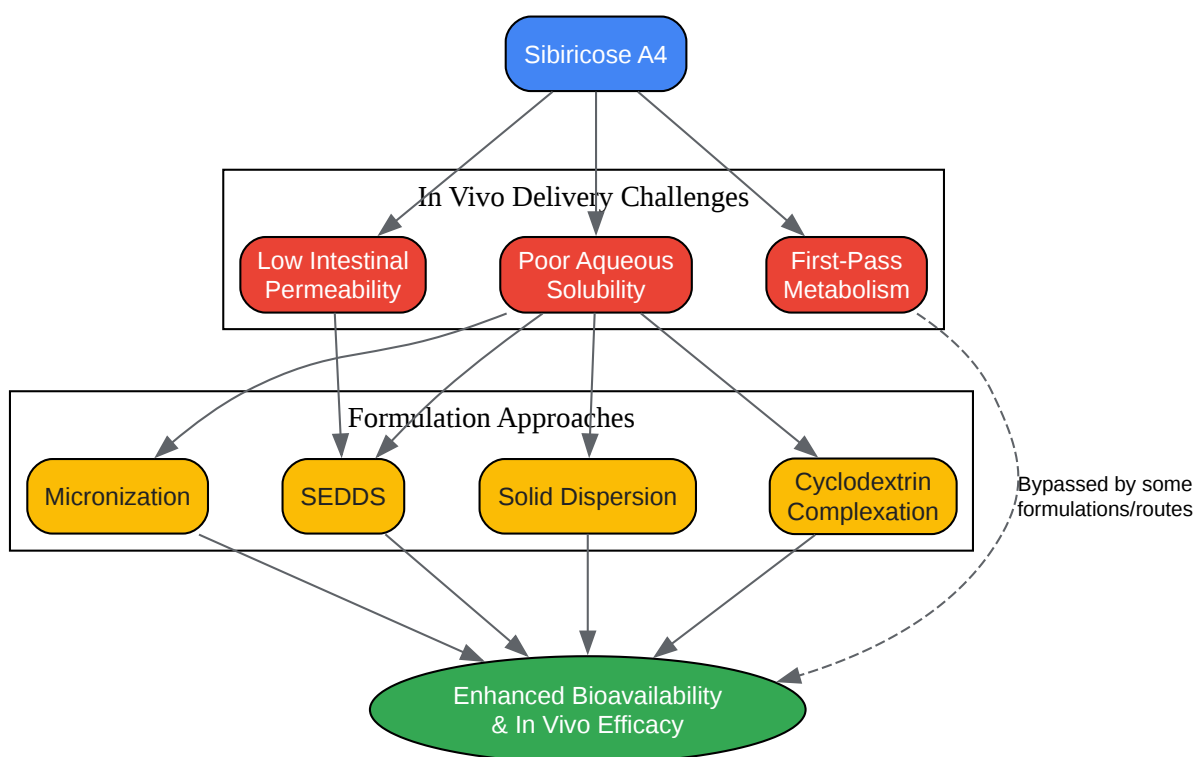 Sibiricose A4
In Vivo Delivery Challenges
Low Intestinal
Permeability
Poor Aqueous
Solubility
First-Pass
Metabolism
Formulation Approaches
Micronization
SEDDS
Solid Dispersion
Cyclodextrin
Complexation
Bypassed by some
formulations/routes
Enhanced Bioavailability
& In Vivo Efficacy